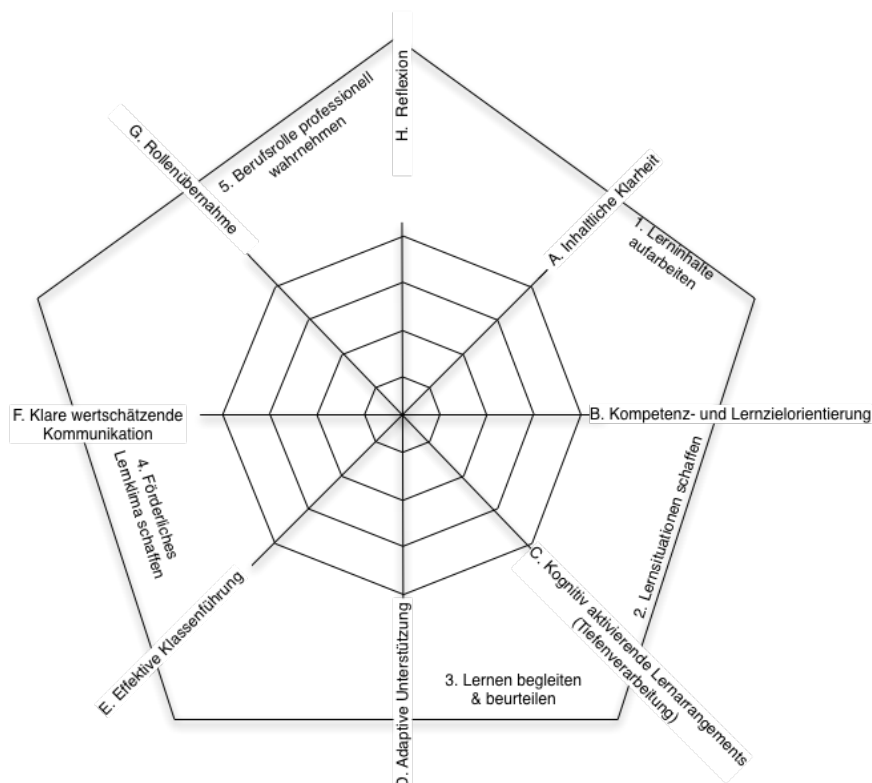 H. Reflexion
A. Inhaltliche Klarheit
1. Lerninhalte
aufarbeiten
B. Kompetenz- und Lernzielorientierung
2. Lernsituationen schaffen
C. Kognitiv aktivierende Lernarrangements
(Tiefenverarbeitung)
3. Lernen begleiten
& beurteilen
D. Adaptive Unterstützung
E. Effektive Klassenführung
4. Förderliches
Lernklima schaffen
F. Klare wertschätzende
Kommunikation
G. Rollenübernahme
5. Berufsrolle professionell
wahrnehmen